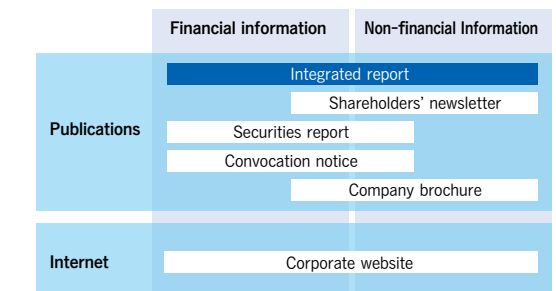 Financial information
Non-financial Information
Integrated report
Shareholders' newsletter
Publications
Securities report
Convocation notice
Company brochure
Internet
Corporate website